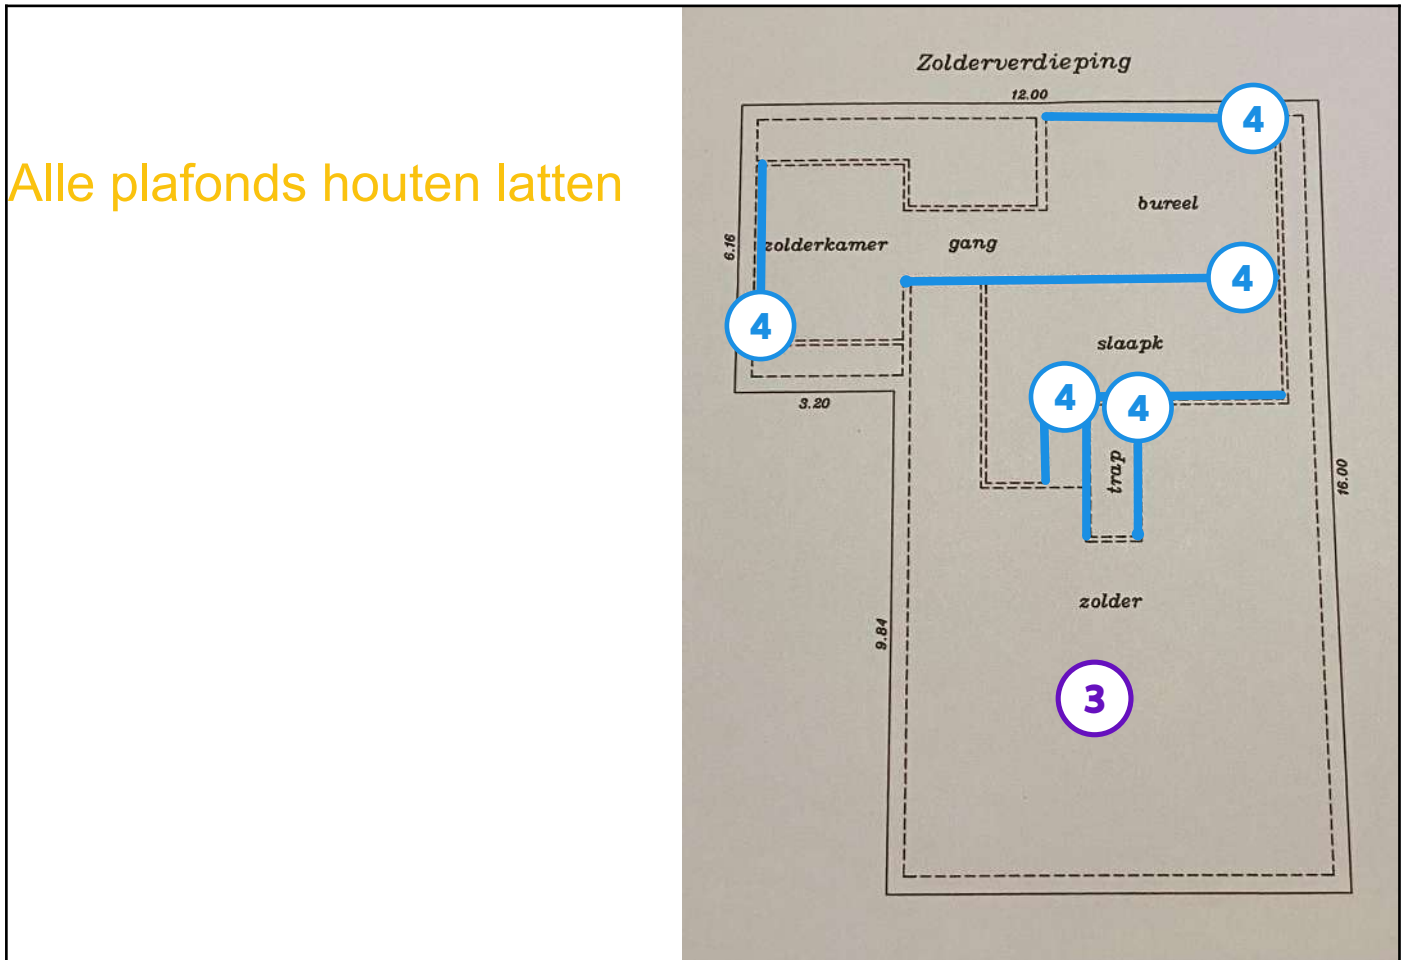 Alle plafonds houten latten
Zolderverdieping
12.00
4
bureel
6.16
zolderkamer
gang
4
4
slaapk
4
4
3.20
trap
16.00
zolder
9.84
3